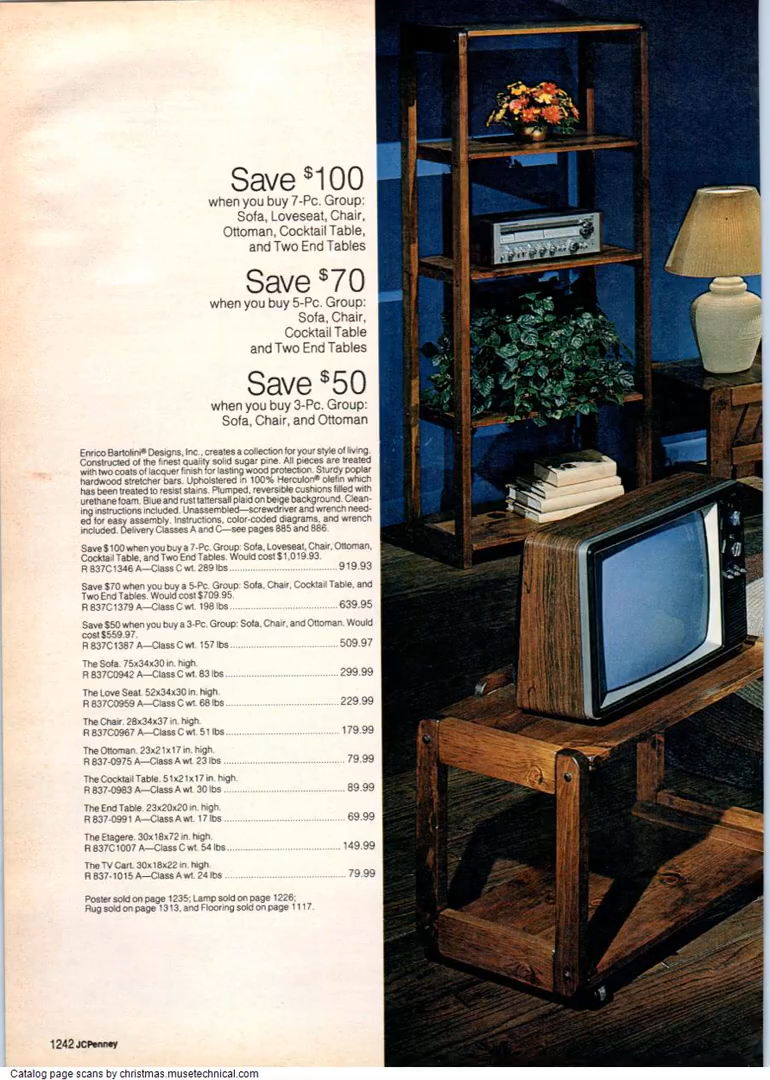 Save $100
when you buy 7-Pc. Group:
Sofa, Loveseat, Chair,
Ottoman, Cocktail Table,
and Two End Tables
Save $70
when you buy 5-Pc. Group:
Sofa, Chair,
Cocktail Table
and Two End Tables
Save $50
when you buy 3-Pc. Group:
Sofa, Chair, and Ottoman
Enrico Bartolini® Designs, Inc., creates a collection for your style of living.
Constructed of the finest quality solid sugar pine. All pieces are treated
with two coats of lacquer finish for lasting wood protection. Sturdy poplar
hardwood stretcher bars. Upholstered in 100% Herculon® olefin which
has been treated to resist stains. Plumped, reversible cushions filled with
urethane foam. Blue and rust tattersall plaid on beige background. Clean-
ing instructions included. Unassembled—screwdriver and wrench need-
ed for easy assembly. Instructions, color-coded diagrams, and wrench
included. Delivery Classes A and C—see pages 885 and 886.
Save $100 when you buy a 7-Pc. Group: Sofa, Loveseat, Chair, Ottoman,
Cocktail Table, and Two End Tables. Would cost $1,019.93.
R 837C1346 A—Class C wt. 289 lbs ........ 919.93
Save $70 when you buy a 5-Pc. Group: Sofa, Chair, Cocktail Table, and
Two End Tables. Would cost $709.95.
R 837C1379 A—Class C wt. 198 lbs ........ 639.95
Save $50 when you buy a 3-Pc. Group: Sofa, Chair, and Ottoman. Would
cost $559.97.
R 837C1387 A—Class C wt. 157 lbs ........ 509.97
The Sofa. 75x34x30 in. high.
R 837C0942 A—Class C wt. 83 lbs ........ 299.99
The Love Seat. 52x34x30 in. high.
R 837C0959 A—Class C wt. 68 lbs ........ 229.99
The Chair. 28x34x37 in. high.
R 837C0967 A—Class C wt. 51 lbs ........ 179.99
The Ottoman. 23x21x17 in. high.
R 837-0975 A—Class A wt. 23 lbs ........ 79.99
The Cocktail Table. 51x21x17 in. high.
R 837-0983 A—Class A wt. 30 lbs ........ 89.99
The End Table. 23x20x20 in. high.
R 837-0991 A—Class A wt. 17 lbs ........ 69.99
The Etagere. 30x18x72 in. high.
R 837C1007 A—Class C wt. 54 lbs ........ 149.99
The TV Cart. 30x18x22 in. high.
R 837-1015 A—Class A wt. 24 lbs ........ 79.99
Poster sold on page 1235; Lamp sold on page 1226;
Rug sold on page 1313, and Flooring sold on page 1117.
1242 JCPenney
Catalog page scans by christmas.musetechnical.com